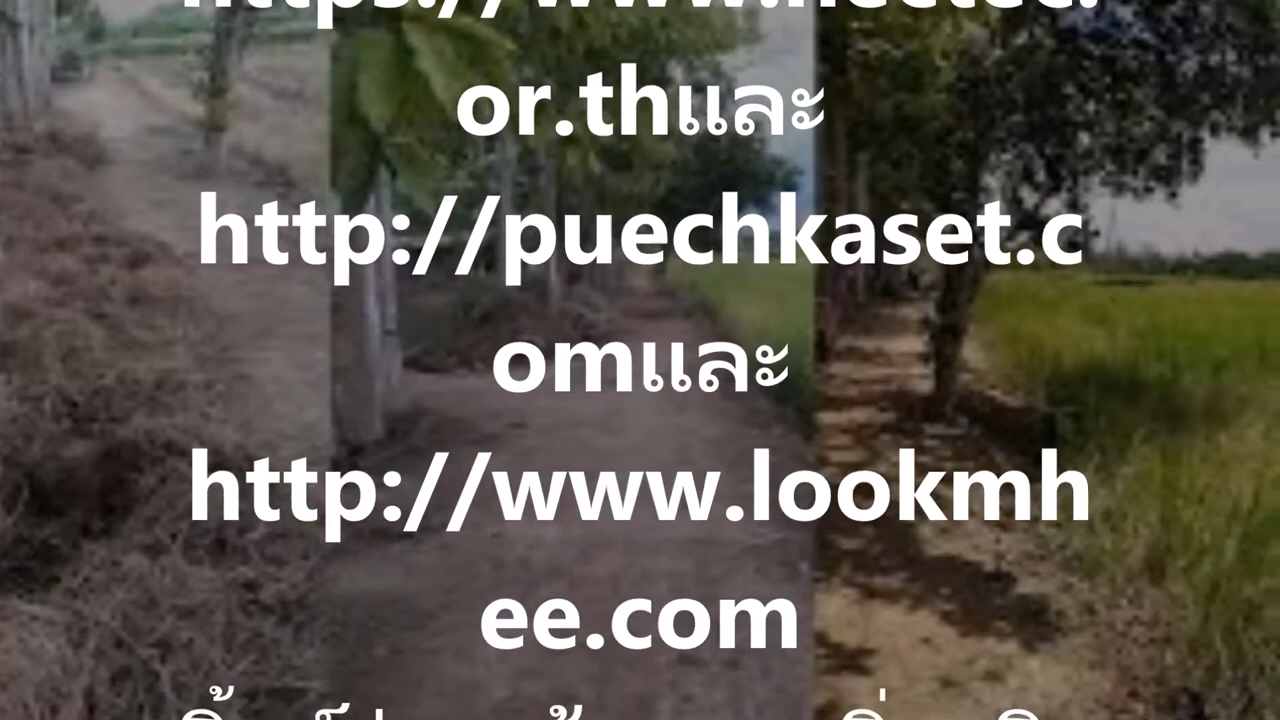 or.thและ
http://puechkaset.c
omและ
http://www.lookmh
ee.com